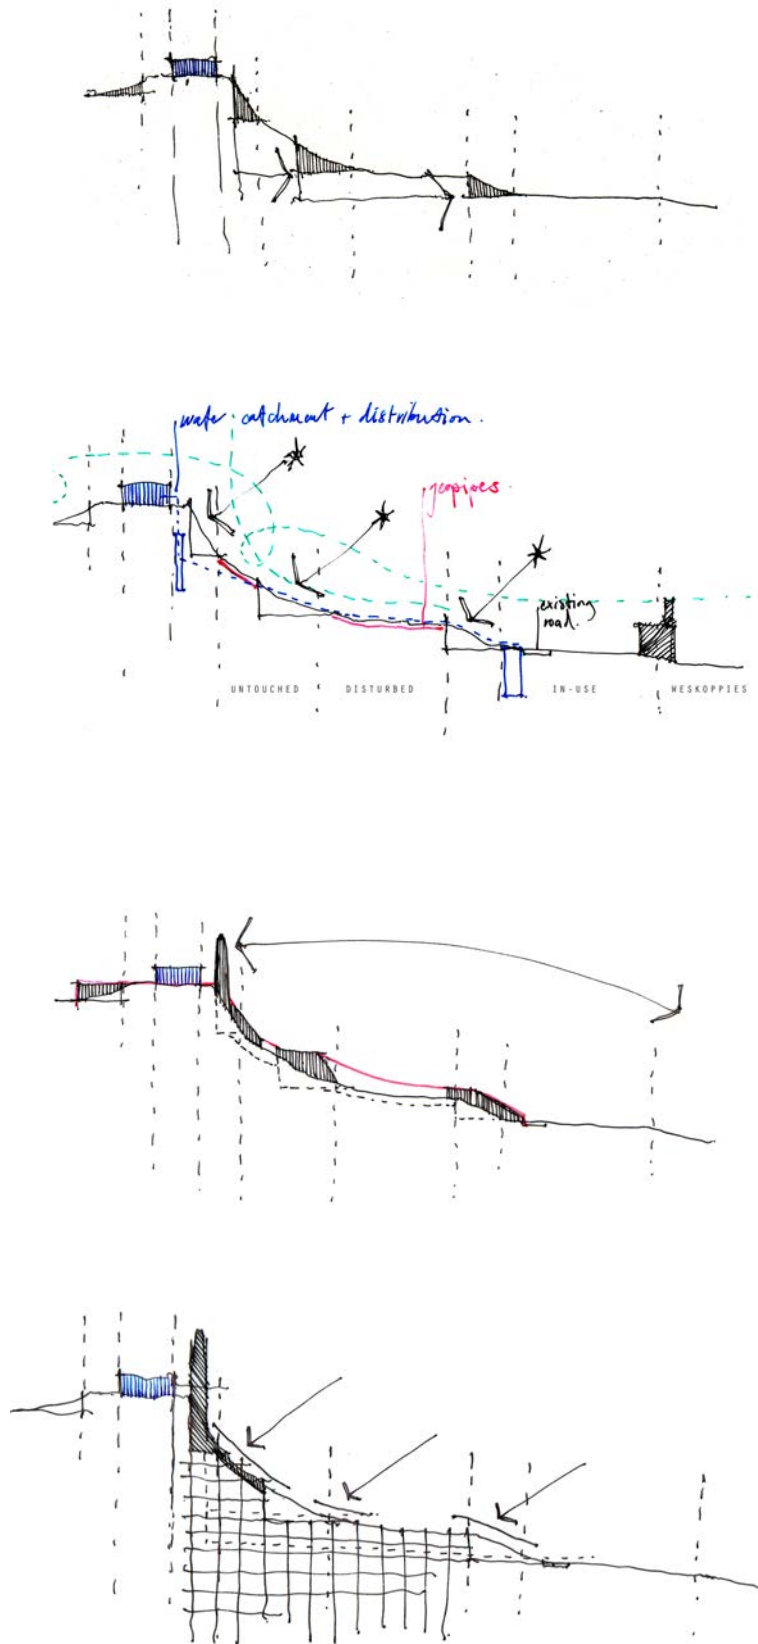 water catchment + distribution.
geopipes.
existing
road.
UNTOUCHED DISTURBED IN-USE WESKOPPIES